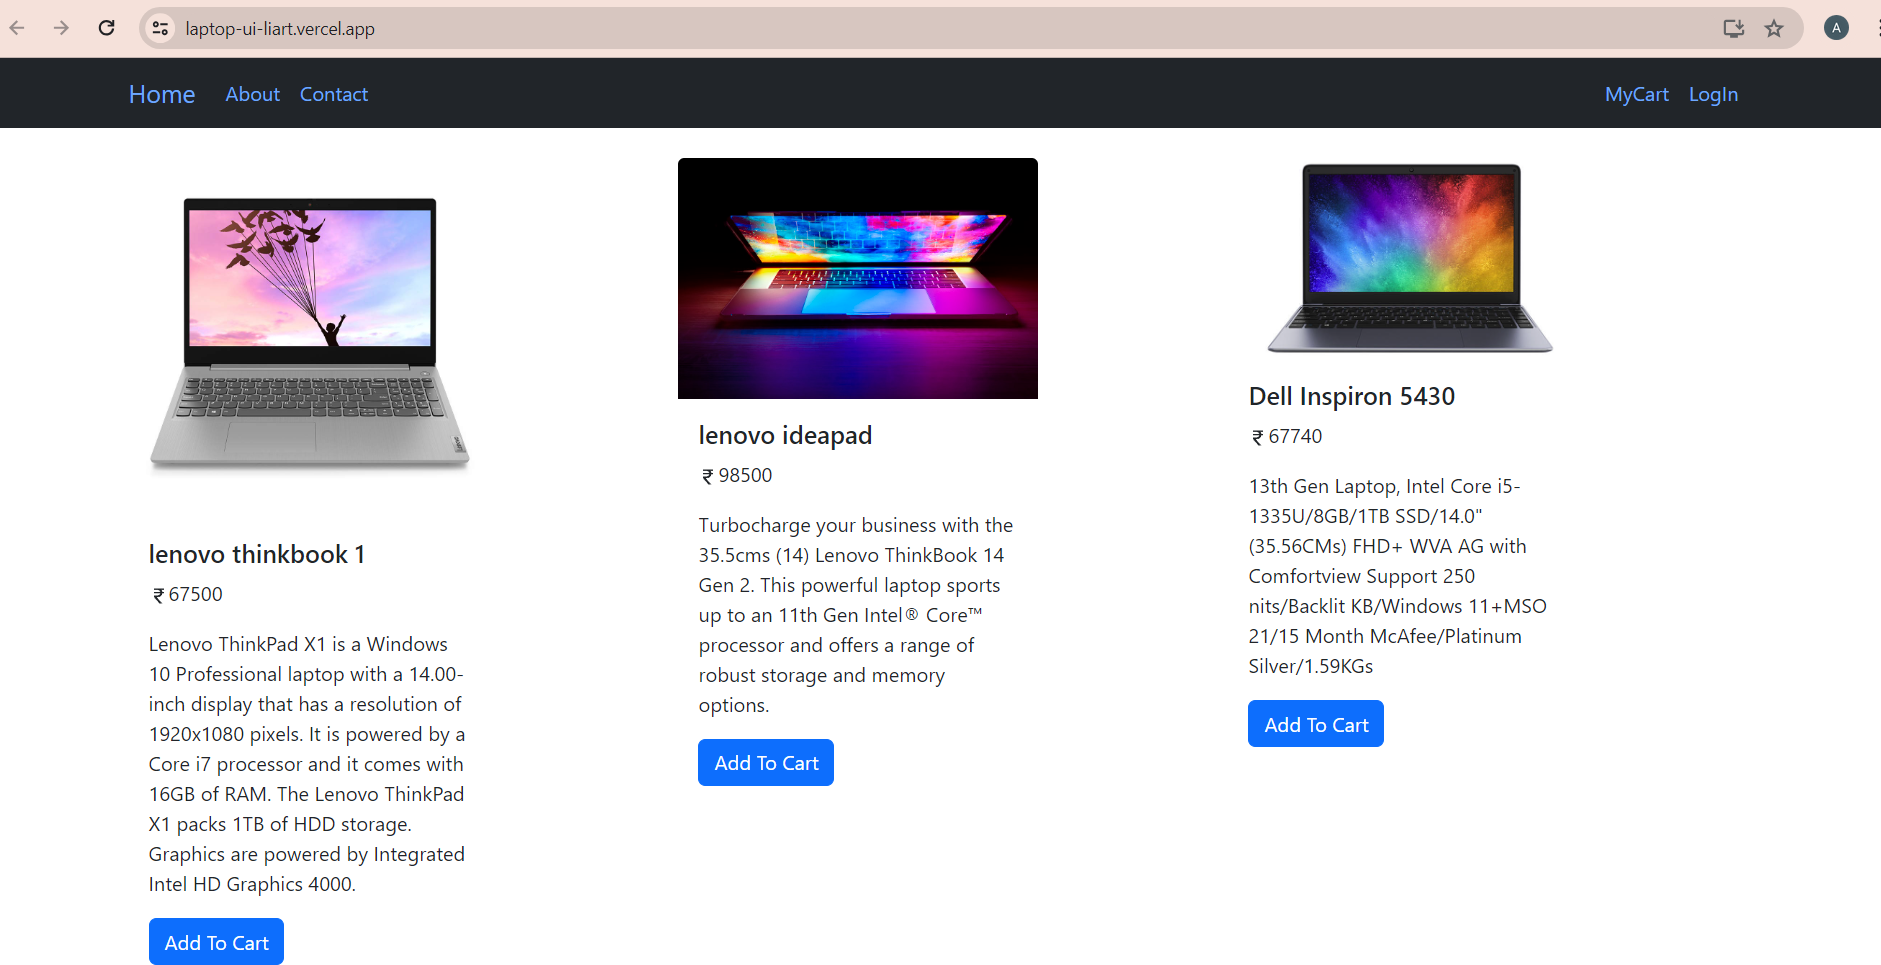 laptop-ui-liart.vercel.app
A
Home About Contact MyCart LogIn
lenovo thinkbook 1
₹ 67500
Lenovo ThinkPad X1 is a Windows
10 Professional laptop with a 14.00-
inch display that has a resolution of
1920x1080 pixels. It is powered by a
Core i7 processor and it comes with
16GB of RAM. The Lenovo ThinkPad
X1 packs 1TB of HDD storage.
Graphics are powered by Integrated
Intel HD Graphics 4000.
Add To Cart
lenovo ideapad
₹ 98500
Turbocharge your business with the
35.5cms (14) Lenovo ThinkBook 14
Gen 2. This powerful laptop sports
up to an 11th Gen Intel® Core™
processor and offers a range of
robust storage and memory
options.
Add To Cart
Dell Inspiron 5430
₹ 67740
13th Gen Laptop, Intel Core i5-
1335U/8GB/1TB SSD/14.0"
(35.56CMs) FHD+ WVA AG with
Comfortview Support 250
nits/Backlit KB/Windows 11+MSO
21/15 Month McAfee/Platinum
Silver/1.59KGs
Add To Cart